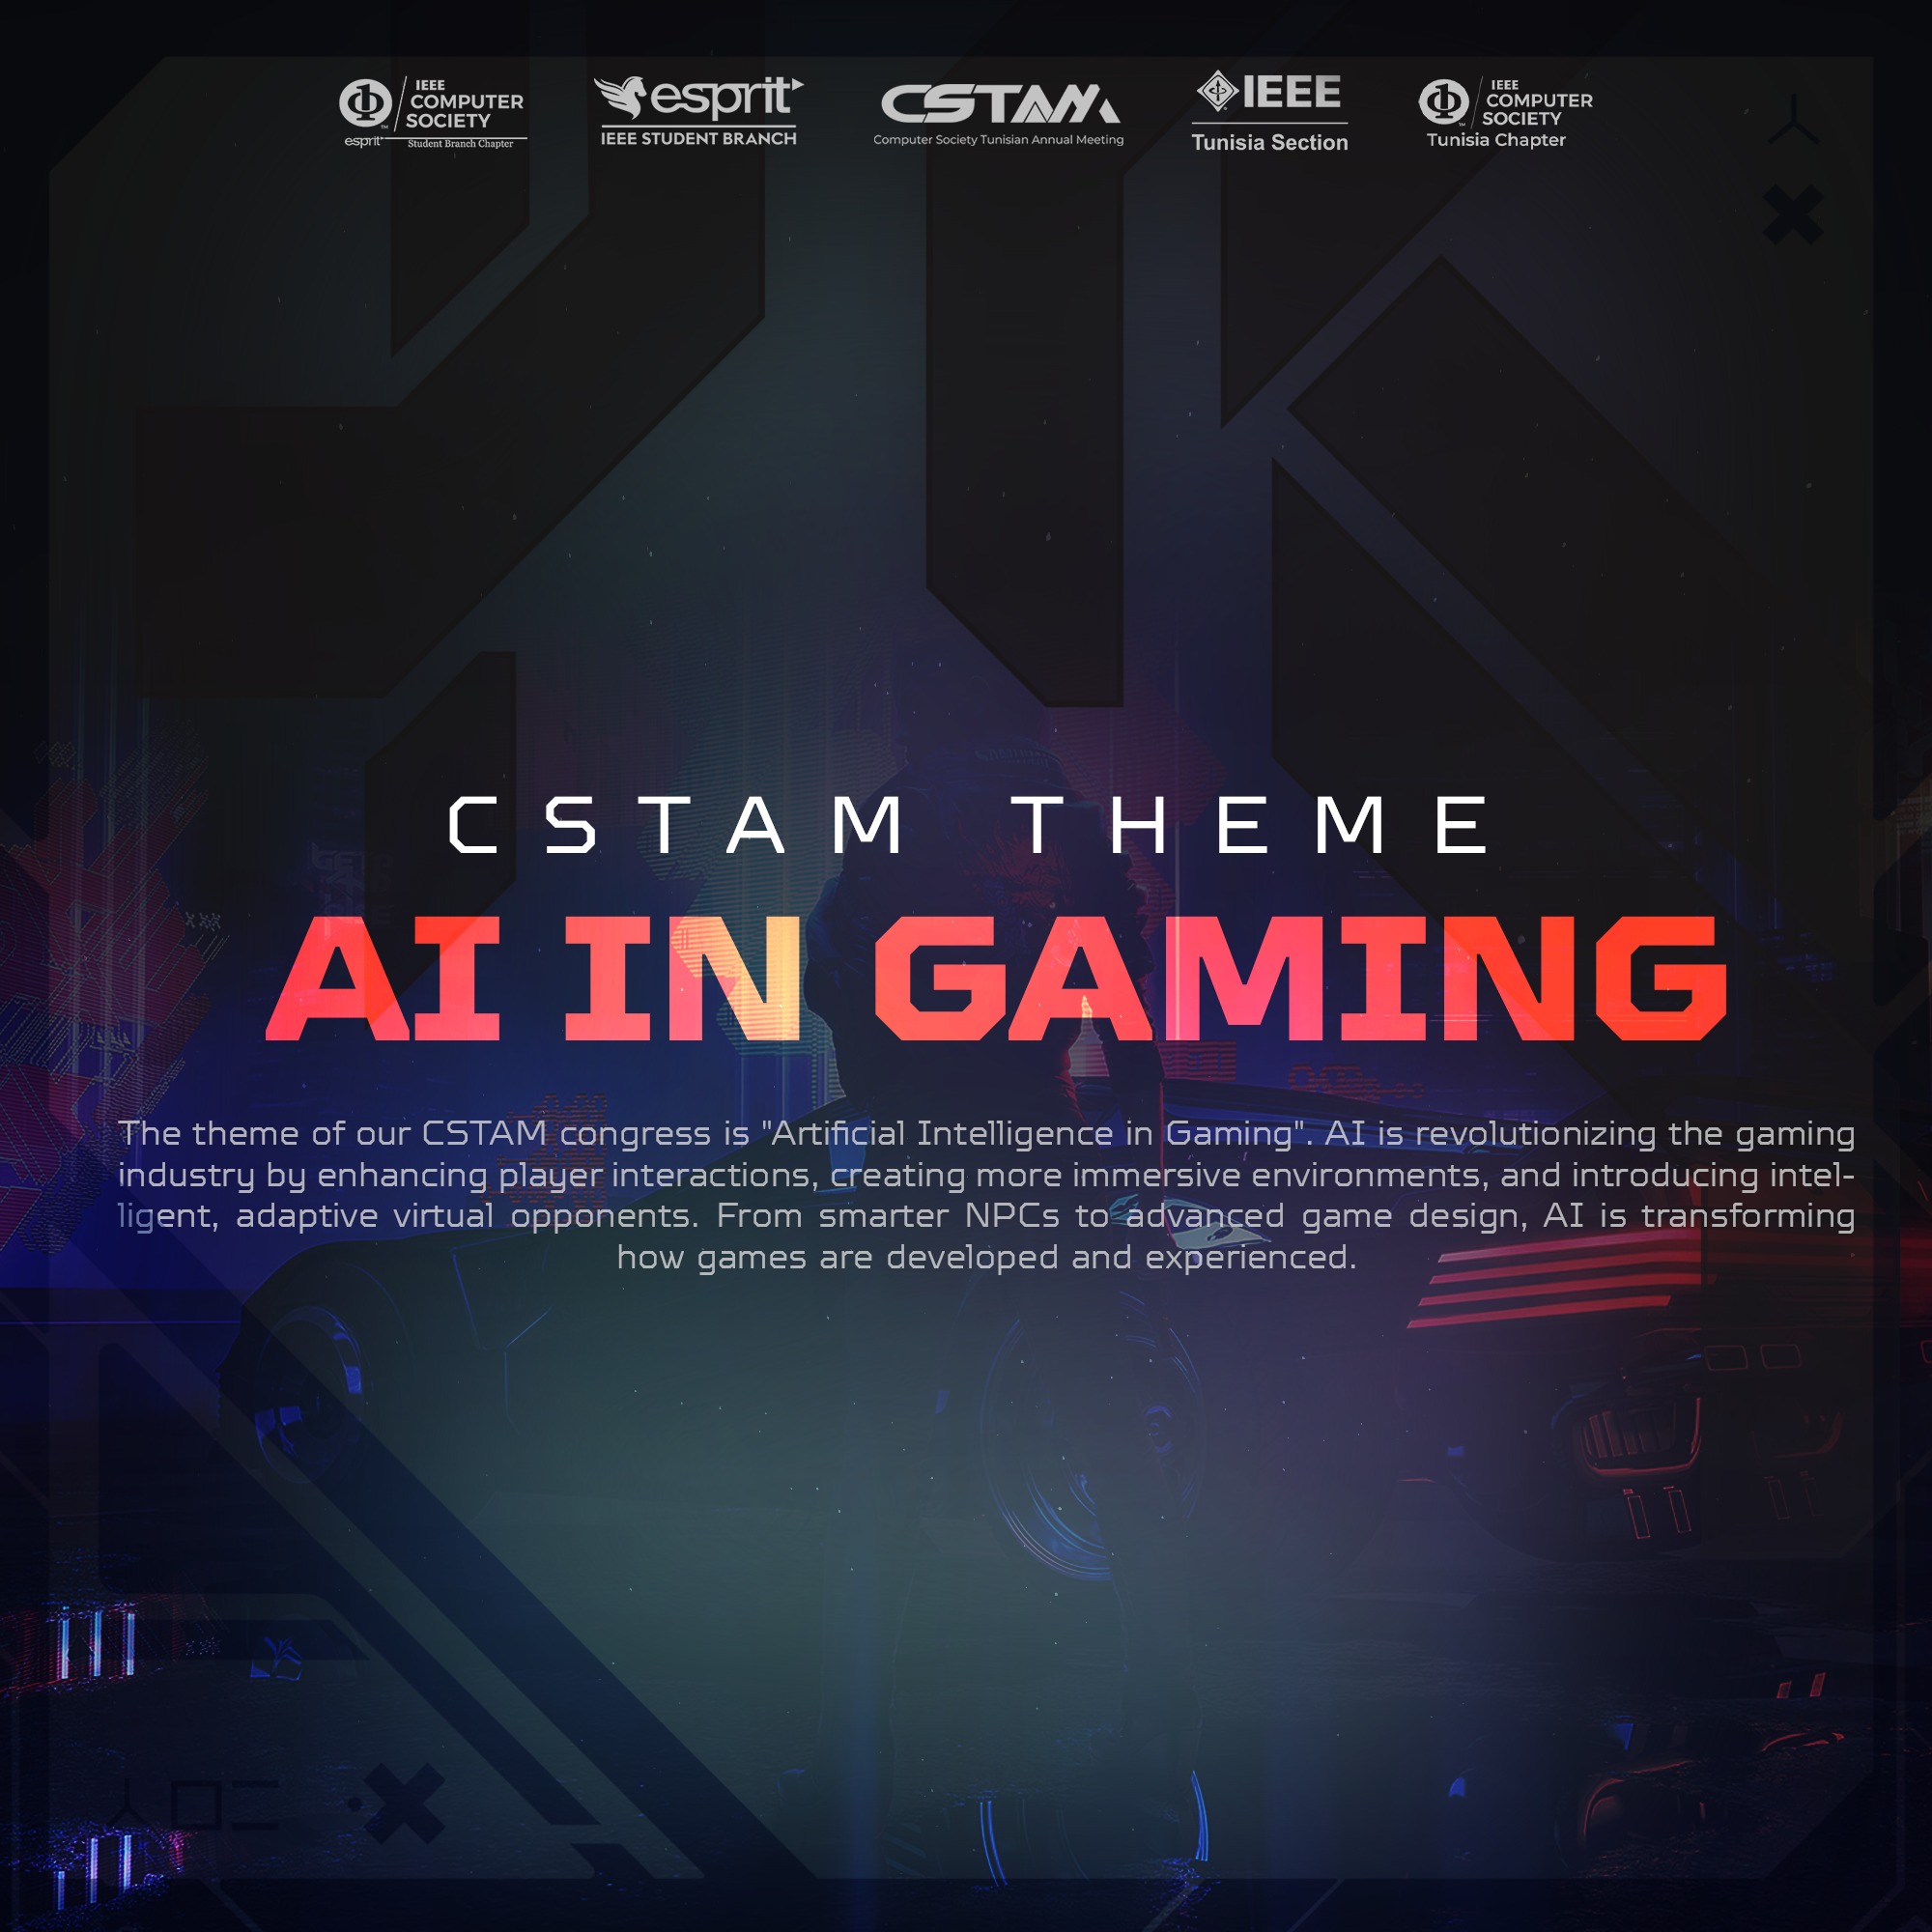 IEEE
COMPUTER
SOCIETY
esprit
Student Branch Chapter
esprit
IEEE STUDENT BRANCH
CSTAM
Computer Society Tunisian Annual Meeting
IEEE
Tunisia Section
IEEE
COMPUTER
SOCIETY
Tunisia Chapter
CSTAM THEME
AI IN GAMING
The theme of our CSTAM congress is "Artificial Intelligence in Gaming". AI is revolutionizing the gaming
industry by enhancing player interactions, creating more immersive environments, and introducing intel-
ligent, adaptive virtual opponents. From smarter NPCs to advanced game design, AI is transforming
how games are developed and experienced.